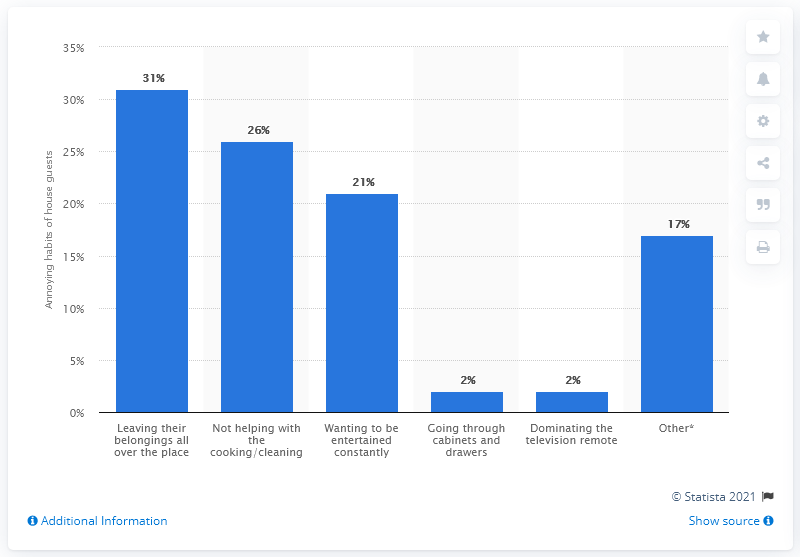 35%
30%
25%
20%
15%
10%
5%
0%
Annoying habits of house guests
31%
26%
21%
2%
2%
17%
Leaving their
belongings all
over the place
Not helping with
the
cooking/cleaning
Wanting to be
entertained
constantly
Going through
cabinets and
drawers
Dominating the
television remote
Other*
© Statista 2021
Additional Information
Show source